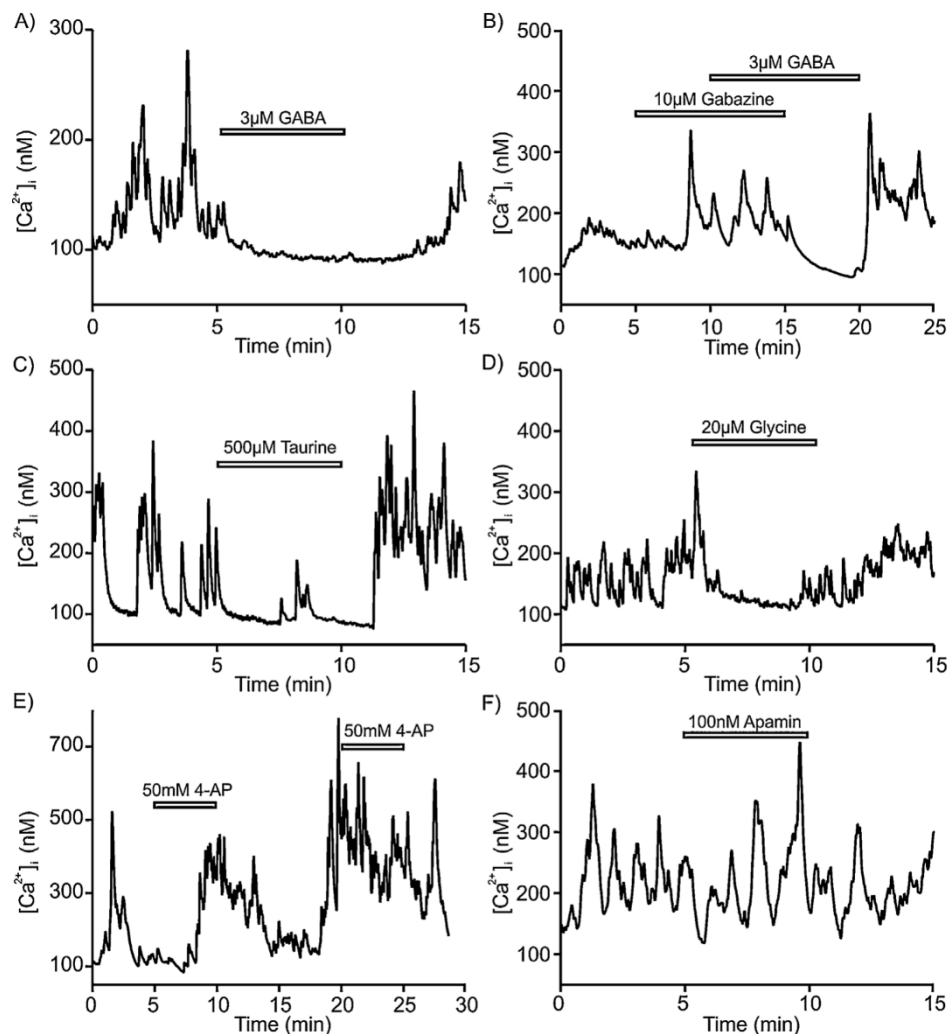 A)
300
200
100
[Ca²⁺]ᵢ (nM)
3µM GABA
0 5 10 15
Time (min)
B)
500
400
300
200
100
[Ca²⁺]ᵢ (nM)
3µM GABA
10µM Gabazine
0 5 10 15 20 25
Time (min)
C)
500
400
300
200
100
[Ca²⁺]ᵢ (nM)
500µM Taurine
0 5 10 15
Time (min)
D)
500
400
300
200
100
[Ca²⁺]ᵢ (nM)
20µM Glycine
0 5 10 15
Time (min)
E)
700
500
300
100
[Ca²⁺]ᵢ (nM)
50mM 4-AP
50mM 4-AP
0 5 10 15 20 25 30
Time (min)
F)
500
400
300
200
100
[Ca²⁺]ᵢ (nM)
100nM Apamin
0 5 10 15
Time (min)